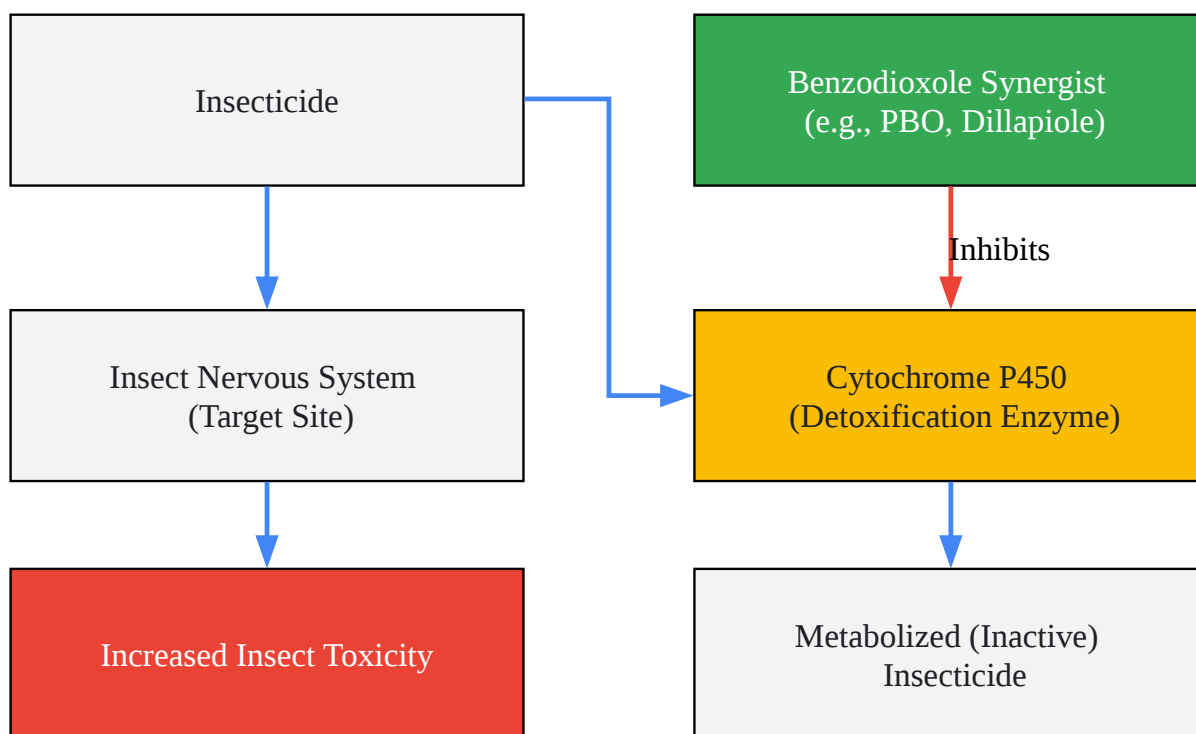 Insecticide
Benzodioxole Synergist
(e.g., PBO, Dillapiole)
Inhibits
Insect Nervous System
(Target Site)
Cytochrome P450
(Detoxification Enzyme)
Increased Insect Toxicity
Metabolized (Inactive)
Insecticide